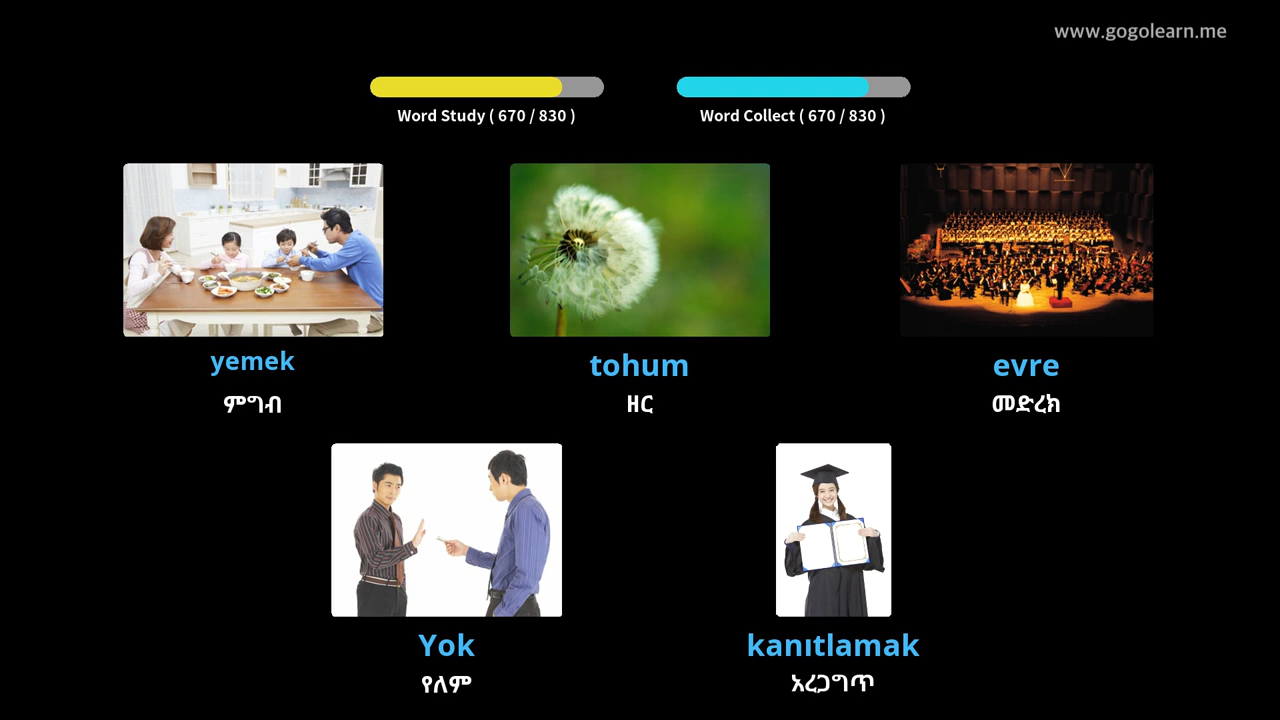 www.gogolearn.me
Word Study ( 670 / 830 )
Word Collect ( 670 / 830 )
yemek
ምግብ
tohum
ዘር
evre
መድረክ
Yok
የለም
kanıtlamak
አረጋግጥ